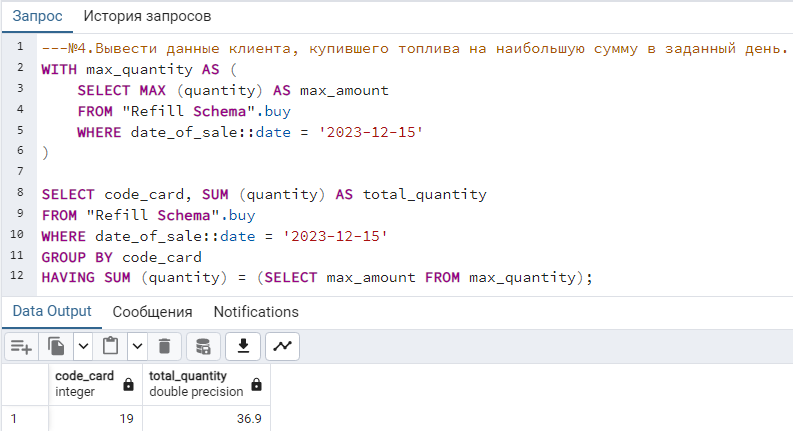 Запрос История запросов
1 ---№4.Вывести данные клиента, купившего топлива на наибольшую сумму в заданный день.
2 WITH max_quantity AS (
3 SELECT MAX (quantity) AS max_amount
4 FROM "Refill Schema".buy
5 WHERE date_of_sale::date = '2023-12-15'
6 )
7
8 SELECT code_card, SUM (quantity) AS total_quantity
9 FROM "Refill Schema".buy
10 WHERE date_of_sale::date = '2023-12-15'
11 GROUP BY code_card
12 HAVING SUM (quantity) = (SELECT max_amount FROM max_quantity);
Data Output Сообщения Notifications
code_card total_quantity
integer double precision
1 19 36.9